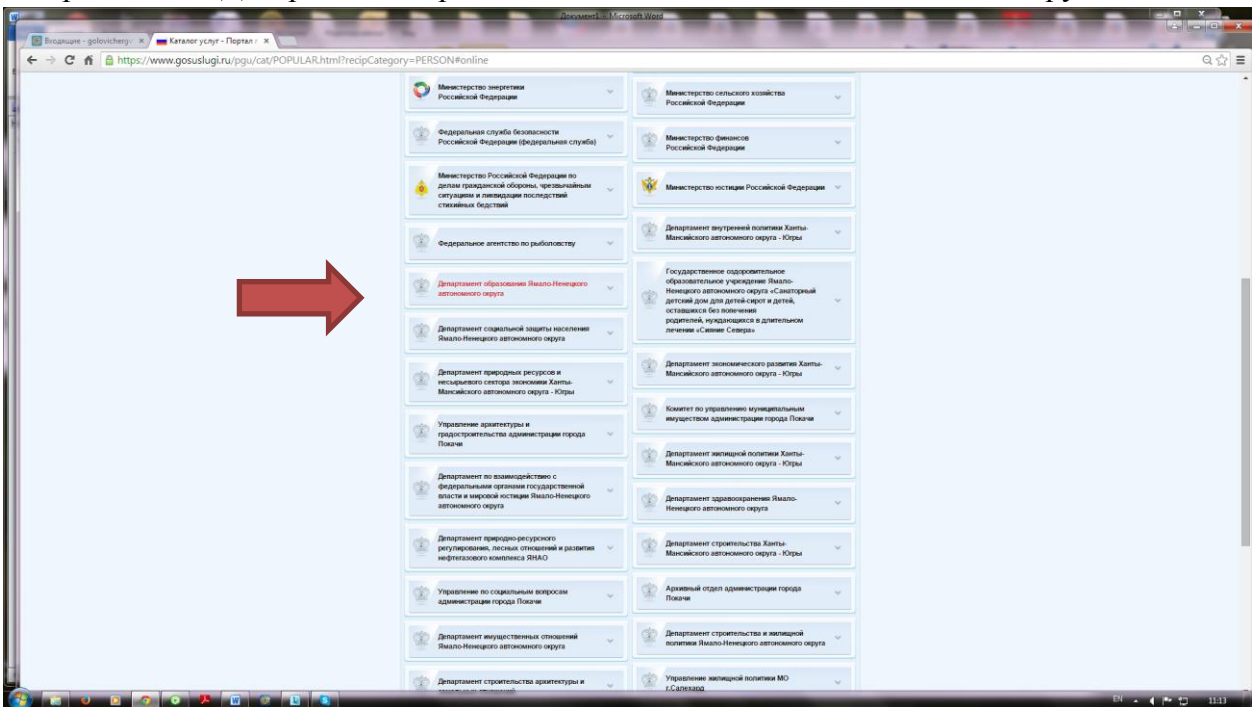 Документ1 - Microsoft Word
Входящие - golovicherg
Каталог услуг - Портал г
https://www.gosuslugi.ru/pgu/cat/POPULAR.html?recipCategory=PERSON#online
Министерство энергетики
Российской Федерации
Федеральная служба безопасности
Российской Федерации (федеральная служба)
Министерство Российской Федерации по
делам гражданской обороны, чрезвычайным
ситуациям и ликвидации последствий
стихийных бедствий
Федеральное агентство по рыболовству
Департамент образования Ямало-Ненецкого
автономного округа
Департамент социальной защиты населения
Ямало-Ненецкого автономного округа
Департамент природных ресурсов и
несырьевого сектора экономики Ханты-
Мансийского автономного округа - Югры
Управление архитектуры и
градостроительства администрации города
Покачи
Департамент по взаимодействию с
федеральными органами государственной
власти и мировой юстиции Ямало-Ненецкого
автономного округа
Департамент природно-ресурсного
регулирования, лесных отношений и развития
нефтегазового комплекса ЯНАО
Управление по социальным вопросам
администрации города Покачи
Департамент имущественных отношений
Ямало-Ненецкого автономного округа
Департамент строительства архитектуры и
Министерство сельского хозяйства
Российской Федерации
Министерство финансов
Российской Федерации
Министерство юстиции Российской Федерации
Департамент внутренней политики Ханты-
Мансийского автономного округа - Югры
Государственное оздоровительное
образовательное учреждение Ямало-
Ненецкого автономного округа «Санаторный
детский дом для детей-сирот и детей,
оставшихся без попечения
родителей, нуждающихся в длительном
лечении «Сияние Севера»
Департамент экономического развития Ханты-
Мансийского автономного округа - Югры
Комитет по управлению муниципальным
имуществом администрации города Покачи
Департамент жилищной политики Ханты-
Мансийского автономного округа - Югры
Департамент здравоохранения Ямало-
Ненецкого автономного округа
Департамент строительства Ханты-
Мансийского автономного округа - Югры
Архивный отдел администрации города
Покачи
Департамент строительства и жилищной
политики Ямало-Ненецкого автономного округа
Управление жилищной политики МО
г.Салехард
EN
11:13